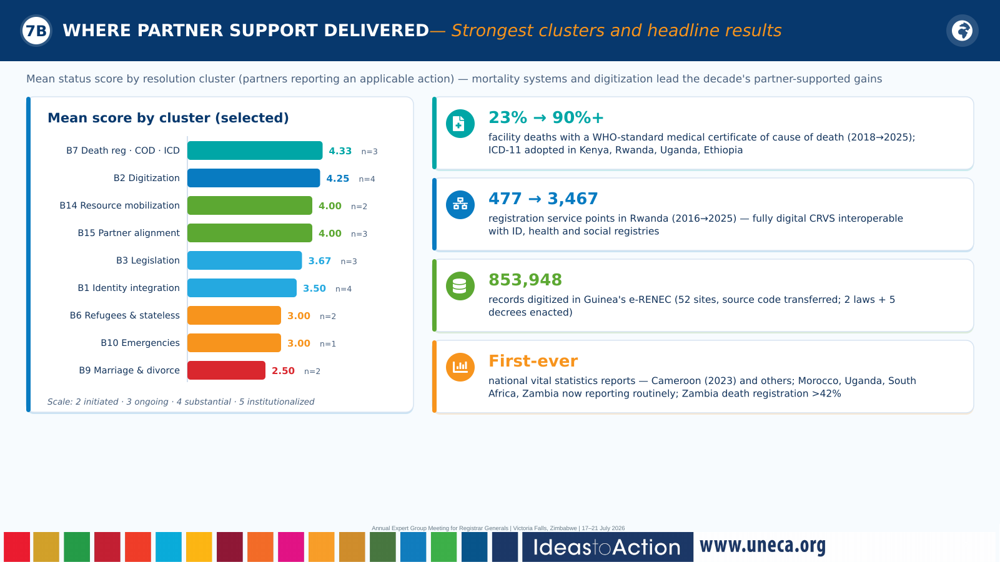 7B WHERE PARTNER SUPPORT DELIVERED— Strongest clusters and headline results
Mean status score by resolution cluster (partners reporting an applicable action) — mortality systems and digitization lead the decade's partner-supported gains
Mean score by cluster (selected)
B7 Death reg · COD · ICD 4.33 n=3
B2 Digitization 4.25 n=4
B14 Resource mobilization 4.00 n=2
B15 Partner alignment 4.00 n=3
B3 Legislation 3.67 n=3
B1 Identity integration 3.50 n=4
B6 Refugees & stateless 3.00 n=2
B10 Emergencies 3.00 n=1
B9 Marriage & divorce 2.50 n=2
Scale: 2 initiated · 3 ongoing · 4 substantial · 5 institutionalized
23% → 90%+
facility deaths with a WHO-standard medical certificate of cause of death (2018→2025);
ICD-11 adopted in Kenya, Rwanda, Uganda, Ethiopia
477 → 3,467
registration service points in Rwanda (2016→2025) — fully digital CRVS interoperable
with ID, health and social registries
853,948
records digitized in Guinea's e-RENEC (52 sites, source code transferred; 2 laws + 5
decrees enacted)
First-ever
national vital statistics reports — Cameroon (2023) and others; Morocco, Uganda, South
Africa, Zambia now reporting routinely; Zambia death registration >42%
Annual Expert Group Meeting for Registrar Generals | Victoria Falls, Zimbabwe | 17–21 July 2026
IdeastoAction www.uneca.org